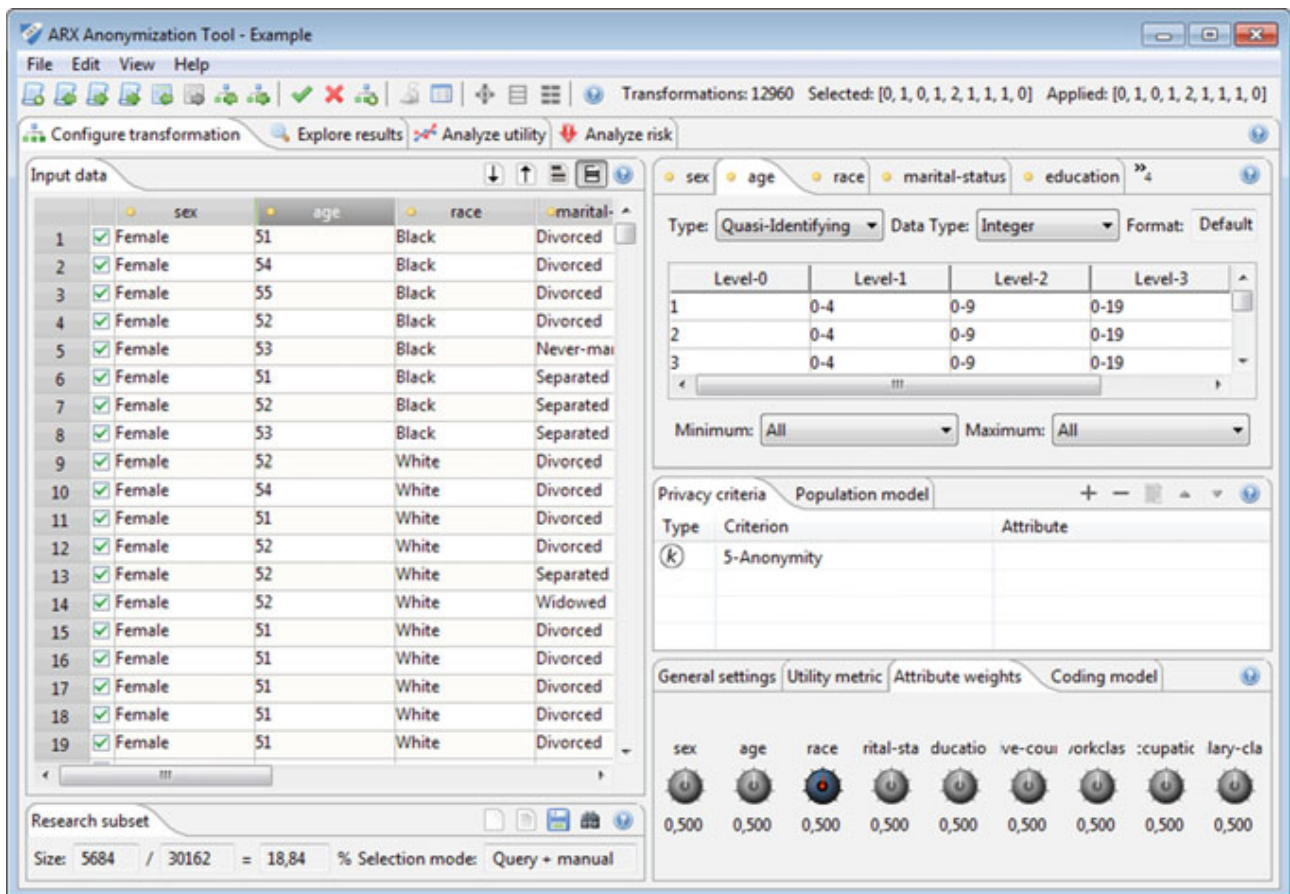 ARX Anonymization Tool - Example
File Edit View Help
Transformations: 12960 Selected: [0, 1, 0, 1, 2, 1, 1, 1, 0] Applied: [0, 1, 0, 1, 2, 1, 1, 1, 0]
Configure transformation Explore results Analyze utility Analyze risk
Input data
sex age race marital-
1 Female 51 Black Divorced
2 Female 54 Black Divorced
3 Female 55 Black Divorced
4 Female 52 Black Divorced
5 Female 53 Black Never-mar
6 Female 51 Black Separated
7 Female 52 Black Separated
8 Female 53 Black Separated
9 Female 52 White Divorced
10 Female 54 White Divorced
11 Female 51 White Divorced
12 Female 52 White Divorced
13 Female 52 White Separated
14 Female 52 White Widowed
15 Female 51 White Divorced
16 Female 51 White Divorced
17 Female 51 White Divorced
18 Female 51 White Divorced
19 Female 51 White Divorced
Research subset
Size: 5684 / 30162 = 18,84 % Selection mode: Query + manual
sex age race marital-status education »4
Type: Quasi-Identifying Data Type: Integer Format: Default
Level-0 Level-1 Level-2 Level-3
1 0-4 0-9 0-19
2 0-4 0-9 0-19
3 0-4 0-9 0-19
Minimum: All Maximum: All
Privacy criteria Population model
Type Criterion Attribute
k 5-Anonymity
General settings Utility metric Attribute weights Coding model
sex age race rital-sta ducatio ive-cour vorkclas ccupatic lary-cla
0,500 0,500 0,500 0,500 0,500 0,500 0,500 0,500 0,500